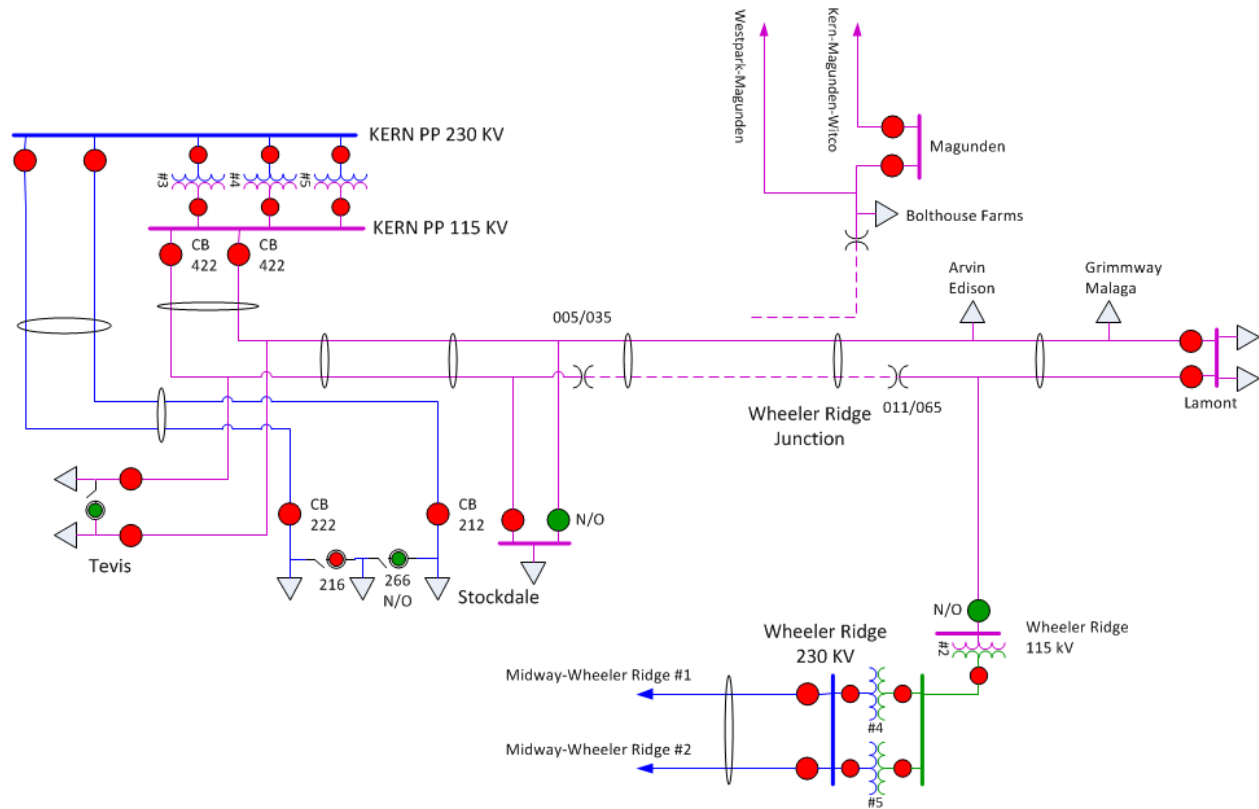 Westpark-Magunden
Kern-Magunden-Witco
KERN PP 230 KV
Magunden
#3
#4
#5
Bolthouse Farms
KERN PP 115 KV
CB
422
CB
422
Arvin
Edison
Grimmway
Malaga
005/035
Lamont
011/065
Wheeler Ridge
Junction
CB
222
CB
212
N/O
Tevis
216
266
N/O
Stockdale
N/O
Wheeler Ridge
115 kV
#2
Wheeler Ridge
230 KV
Midway-Wheeler Ridge #1
#4
Midway-Wheeler Ridge #2
#5